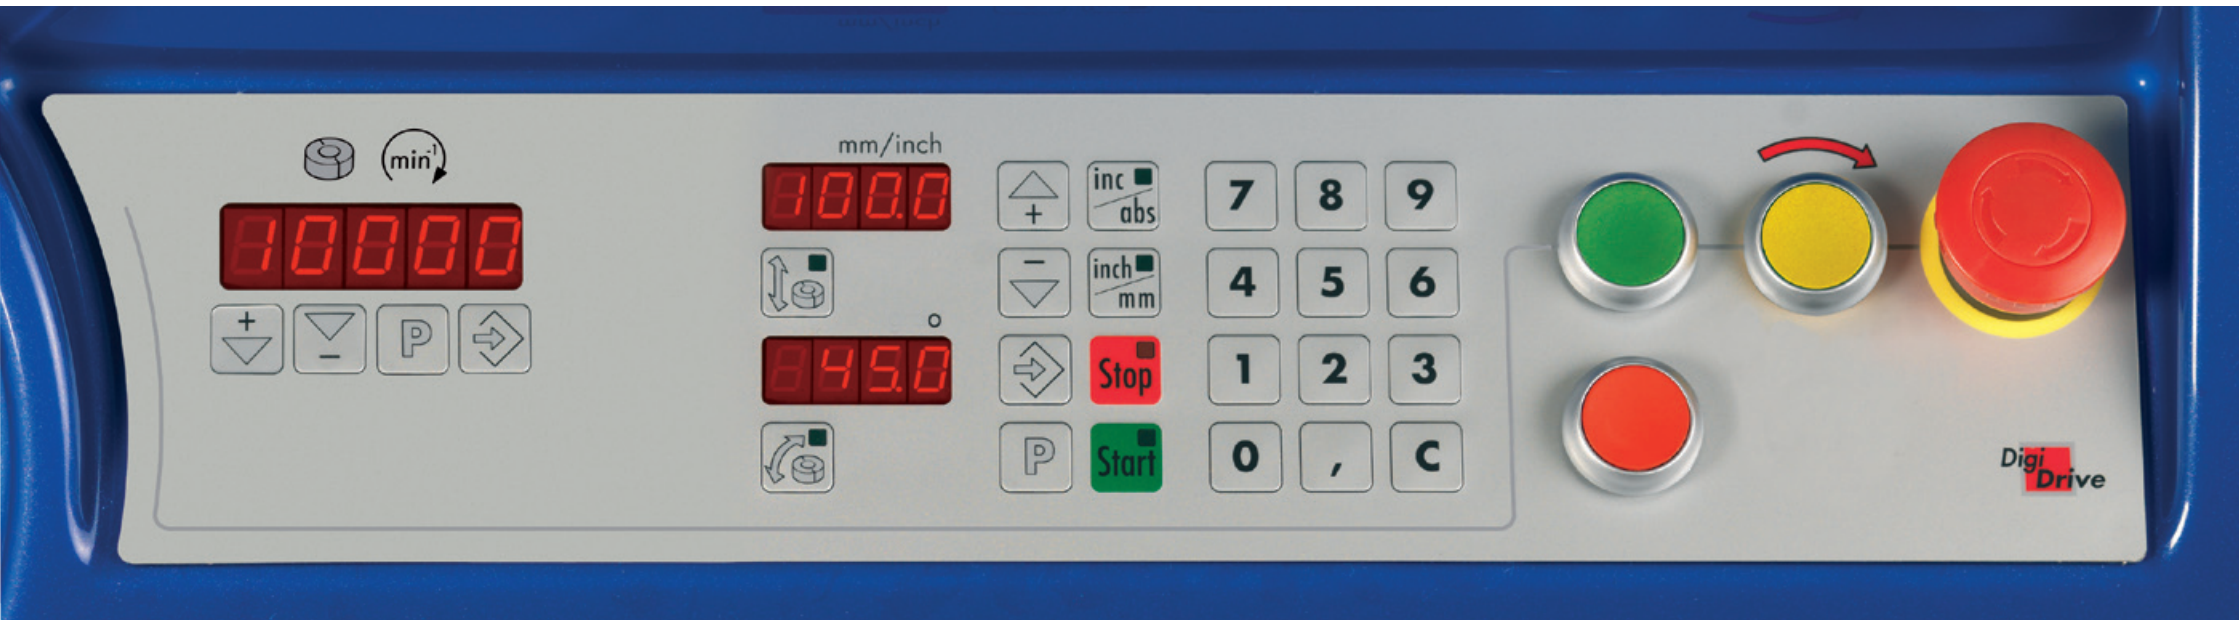 min⁻¹
10000
+
−
P
mm/inch
100.0
o
45.0
+
inc
abs
−
inch
mm
Stop
P
Start
7 8 9
4 5 6
1 2 3
0 , C
Digi
Drive